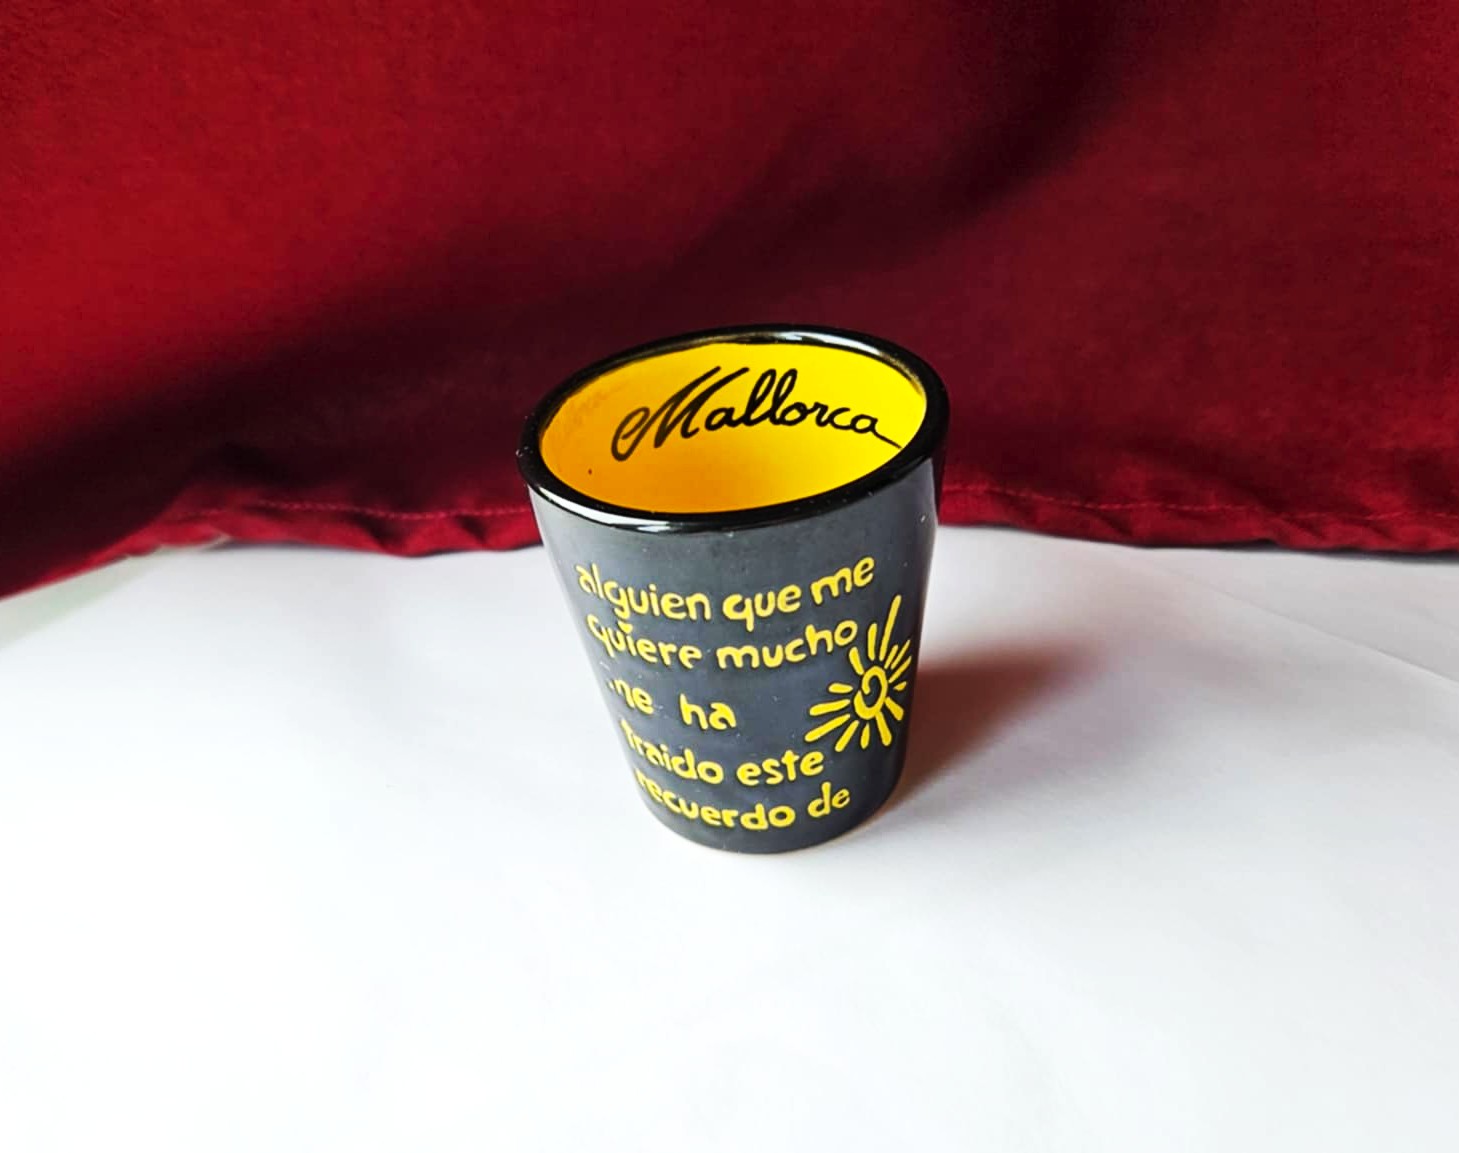 Mallorca
alguien que me
quiere mucho
me ha
traido este
recuerdo de